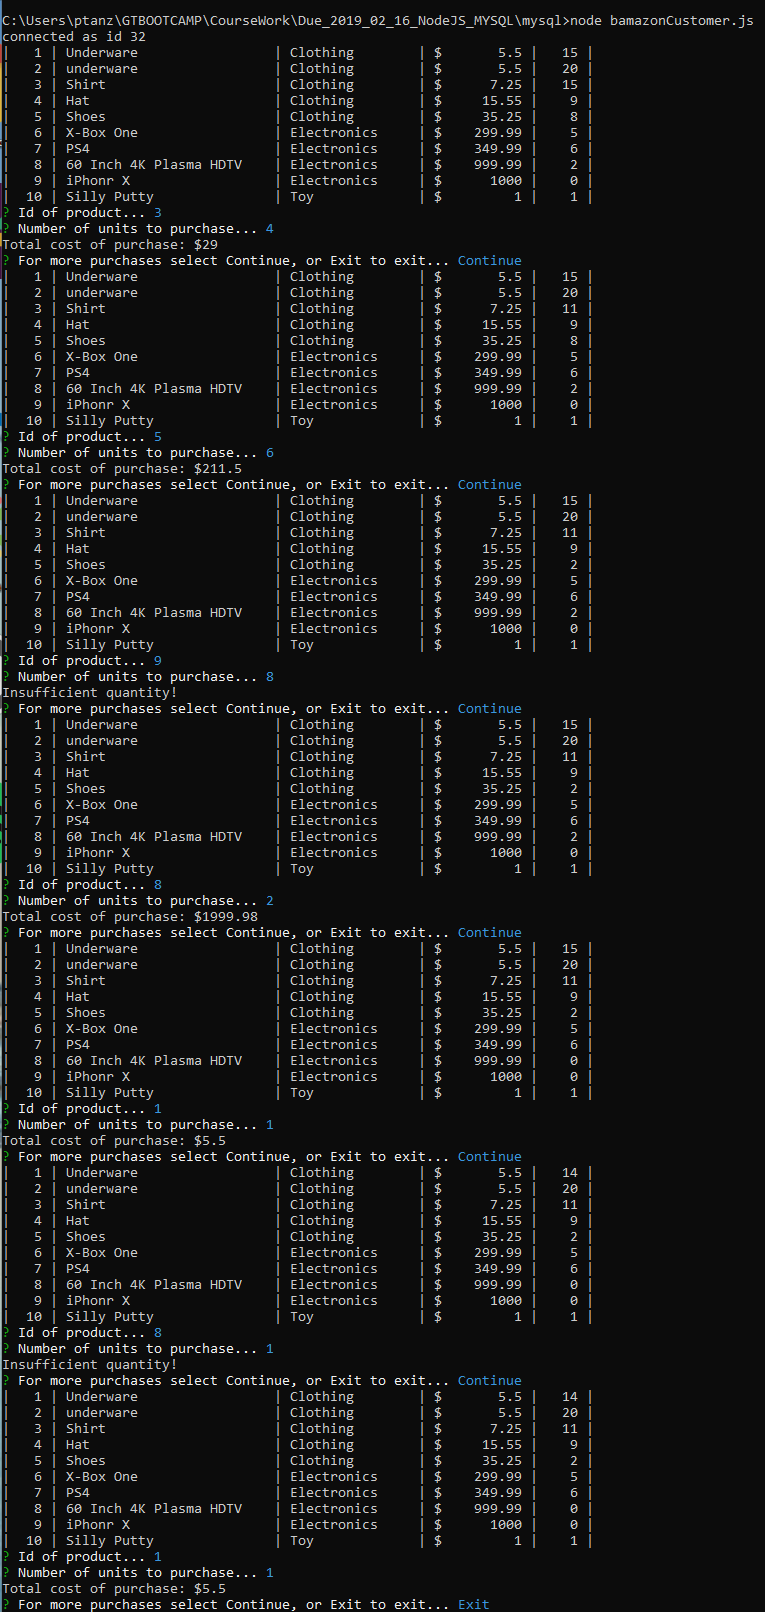 C:\Users\ptanz\GTBOOTCAMP\CourseWork\Due_2019_02_16_NodeJS_MYSQL\mysql>node bamazonCustomer.js
connected as id 32
|   1 | Underware                 | Clothing        | $       5.5 |   15 |
|   2 | underware                 | Clothing        | $       5.5 |   20 |
|   3 | Shirt                     | Clothing        | $      7.25 |   15 |
|   4 | Hat                       | Clothing        | $     15.55 |    9 |
|   5 | Shoes                     | Clothing        | $     35.25 |    8 |
|   6 | X-Box One                 | Electronics     | $    299.99 |    5 |
|   7 | PS4                       | Electronics     | $    349.99 |    6 |
|   8 | 60 Inch 4K Plasma HDTV    | Electronics     | $    999.99 |    2 |
|   9 | iPhonr X                  | Electronics     | $      1000 |    0 |
|  10 | Silly Putty               | Toy             | $         1 |    1 |
? Id of product... 3
? Number of units to purchase... 4
Total cost of purchase: $29
? For more purchases select Continue, or Exit to exit... Continue
|   1 | Underware                 | Clothing        | $       5.5 |   15 |
|   2 | underware                 | Clothing        | $       5.5 |   20 |
|   3 | Shirt                     | Clothing        | $      7.25 |   11 |
|   4 | Hat                       | Clothing        | $     15.55 |    9 |
|   5 | Shoes                     | Clothing        | $     35.25 |    8 |
|   6 | X-Box One                 | Electronics     | $    299.99 |    5 |
|   7 | PS4                       | Electronics     | $    349.99 |    6 |
|   8 | 60 Inch 4K Plasma HDTV    | Electronics     | $    999.99 |    2 |
|   9 | iPhonr X                  | Electronics     | $      1000 |    0 |
|  10 | Silly Putty               | Toy             | $         1 |    1 |
? Id of product... 5
? Number of units to purchase... 6
Total cost of purchase: $211.5
? For more purchases select Continue, or Exit to exit... Continue
|   1 | Underware                 | Clothing        | $       5.5 |   15 |
|   2 | underware                 | Clothing        | $       5.5 |   20 |
|   3 | Shirt                     | Clothing        | $      7.25 |   11 |
|   4 | Hat                       | Clothing        | $     15.55 |    9 |
|   5 | Shoes                     | Clothing        | $     35.25 |    2 |
|   6 | X-Box One                 | Electronics     | $    299.99 |    5 |
|   7 | PS4                       | Electronics     | $    349.99 |    6 |
|   8 | 60 Inch 4K Plasma HDTV    | Electronics     | $    999.99 |    2 |
|   9 | iPhonr X                  | Electronics     | $      1000 |    0 |
|  10 | Silly Putty               | Toy             | $         1 |    1 |
? Id of product... 9
? Number of units to purchase... 8
Insufficient quantity!
? For more purchases select Continue, or Exit to exit... Continue
|   1 | Underware                 | Clothing        | $       5.5 |   15 |
|   2 | underware                 | Clothing        | $       5.5 |   20 |
|   3 | Shirt                     | Clothing        | $      7.25 |   11 |
|   4 | Hat                       | Clothing        | $     15.55 |    9 |
|   5 | Shoes                     | Clothing        | $     35.25 |    2 |
|   6 | X-Box One                 | Electronics     | $    299.99 |    5 |
|   7 | PS4                       | Electronics     | $    349.99 |    6 |
|   8 | 60 Inch 4K Plasma HDTV    | Electronics     | $    999.99 |    2 |
|   9 | iPhonr X                  | Electronics     | $      1000 |    0 |
|  10 | Silly Putty               | Toy             | $         1 |    1 |
? Id of product... 8
? Number of units to purchase... 2
Total cost of purchase: $1999.98
? For more purchases select Continue, or Exit to exit... Continue
|   1 | Underware                 | Clothing        | $       5.5 |   15 |
|   2 | underware                 | Clothing        | $       5.5 |   20 |
|   3 | Shirt                     | Clothing        | $      7.25 |   11 |
|   4 | Hat                       | Clothing        | $     15.55 |    9 |
|   5 | Shoes                     | Clothing        | $     35.25 |    2 |
|   6 | X-Box One                 | Electronics     | $    299.99 |    5 |
|   7 | PS4                       | Electronics     | $    349.99 |    6 |
|   8 | 60 Inch 4K Plasma HDTV    | Electronics     | $    999.99 |    0 |
|   9 | iPhonr X                  | Electronics     | $      1000 |    0 |
|  10 | Silly Putty               | Toy             | $         1 |    1 |
? Id of product... 1
? Number of units to purchase... 1
Total cost of purchase: $5.5
? For more purchases select Continue, or Exit to exit... Continue
|   1 | Underware                 | Clothing        | $       5.5 |   14 |
|   2 | underware                 | Clothing        | $       5.5 |   20 |
|   3 | Shirt                     | Clothing        | $      7.25 |   11 |
|   4 | Hat                       | Clothing        | $     15.55 |    9 |
|   5 | Shoes                     | Clothing        | $     35.25 |    2 |
|   6 | X-Box One                 | Electronics     | $    299.99 |    5 |
|   7 | PS4                       | Electronics     | $    349.99 |    6 |
|   8 | 60 Inch 4K Plasma HDTV    | Electronics     | $    999.99 |    0 |
|   9 | iPhonr X                  | Electronics     | $      1000 |    0 |
|  10 | Silly Putty               | Toy             | $         1 |    1 |
? Id of product... 8
? Number of units to purchase... 1
Insufficient quantity!
? For more purchases select Continue, or Exit to exit... Continue
|   1 | Underware                 | Clothing        | $       5.5 |   14 |
|   2 | underware                 | Clothing        | $       5.5 |   20 |
|   3 | Shirt                     | Clothing        | $      7.25 |   11 |
|   4 | Hat                       | Clothing        | $     15.55 |    9 |
|   5 | Shoes                     | Clothing        | $     35.25 |    2 |
|   6 | X-Box One                 | Electronics     | $    299.99 |    5 |
|   7 | PS4                       | Electronics     | $    349.99 |    6 |
|   8 | 60 Inch 4K Plasma HDTV    | Electronics     | $    999.99 |    0 |
|   9 | iPhonr X                  | Electronics     | $      1000 |    0 |
|  10 | Silly Putty               | Toy             | $         1 |    1 |
? Id of product... 1
? Number of units to purchase... 1
Total cost of purchase: $5.5
? For more purchases select Continue, or Exit to exit... Exit